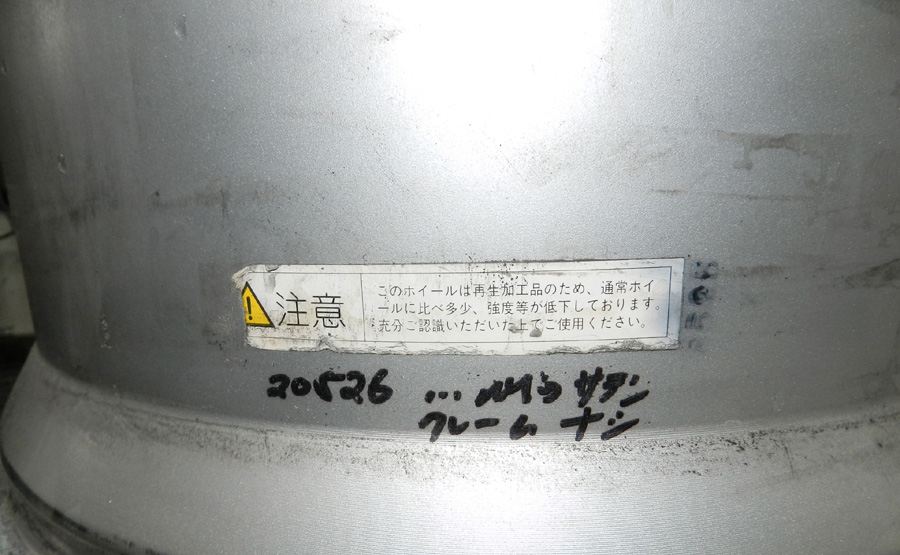 注意
このホイールは再生加工品のため、通常ホイ
ールに比べ多少、強度等が低下しております。
充分ご認識いただいた上でご使用ください。
20526 ... サテン
クレーム ナシ